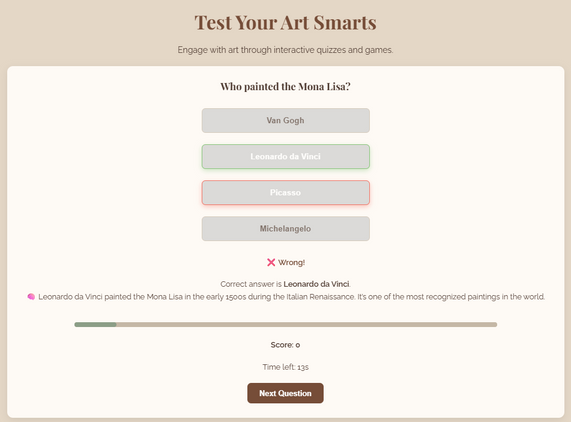 Test Your Art Smarts
Engage with art through interactive quizzes and games.
Who painted the Mona Lisa?
Van Gogh
Leonardo da Vinci
Picasso
Michelangelo
❌ Wrong!
Correct answer is Leonardo da Vinci.
🧠 Leonardo da Vinci painted the Mona Lisa in the early 1500s during the Italian Renaissance. It's one of the most recognized paintings in the world.
Score: 0
Time left: 13s
Next Question